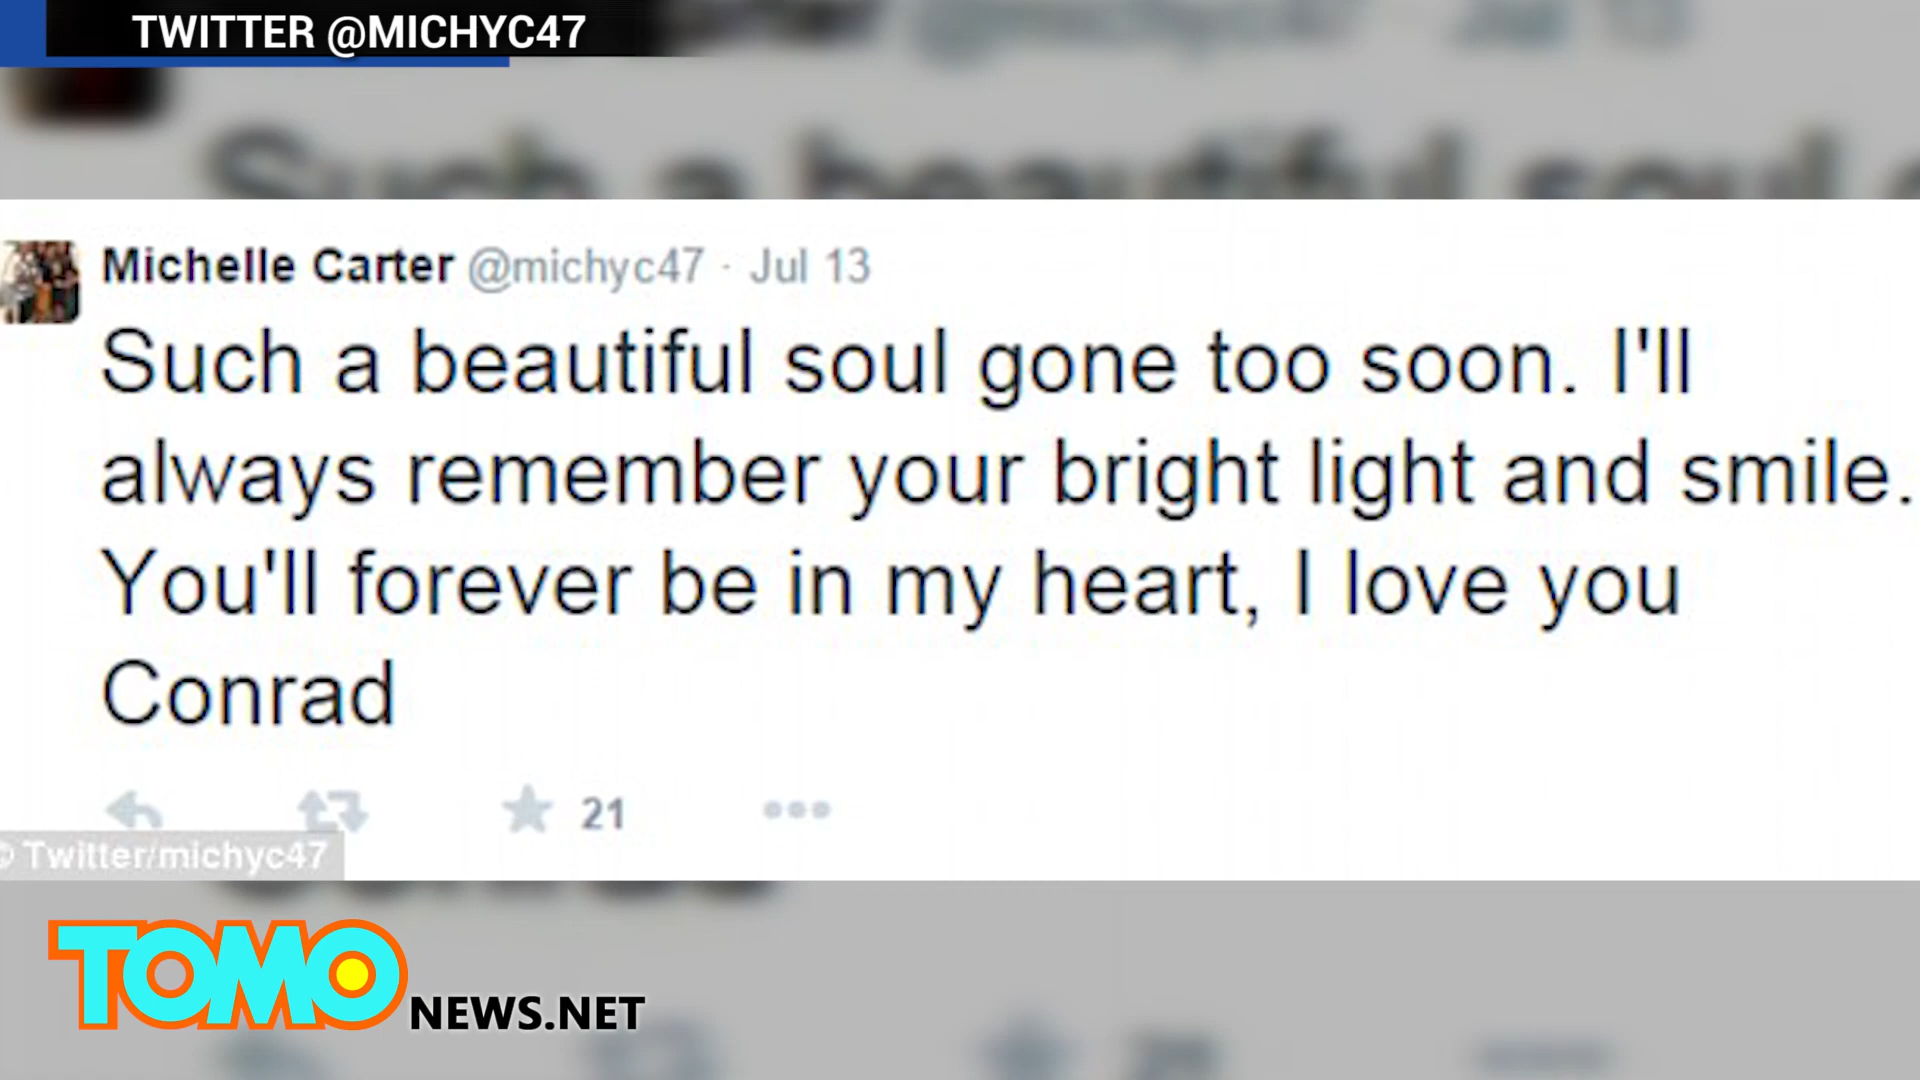 TWITTER @MICHYC47
Michelle Carter @michyc47 · Jul 13
Such a beautiful soul gone too soon. I'll
always remember your bright light and smile.
You'll forever be in my heart, I love you
Conrad
21
© Twitter/michyc47
TOMO NEWS.NET